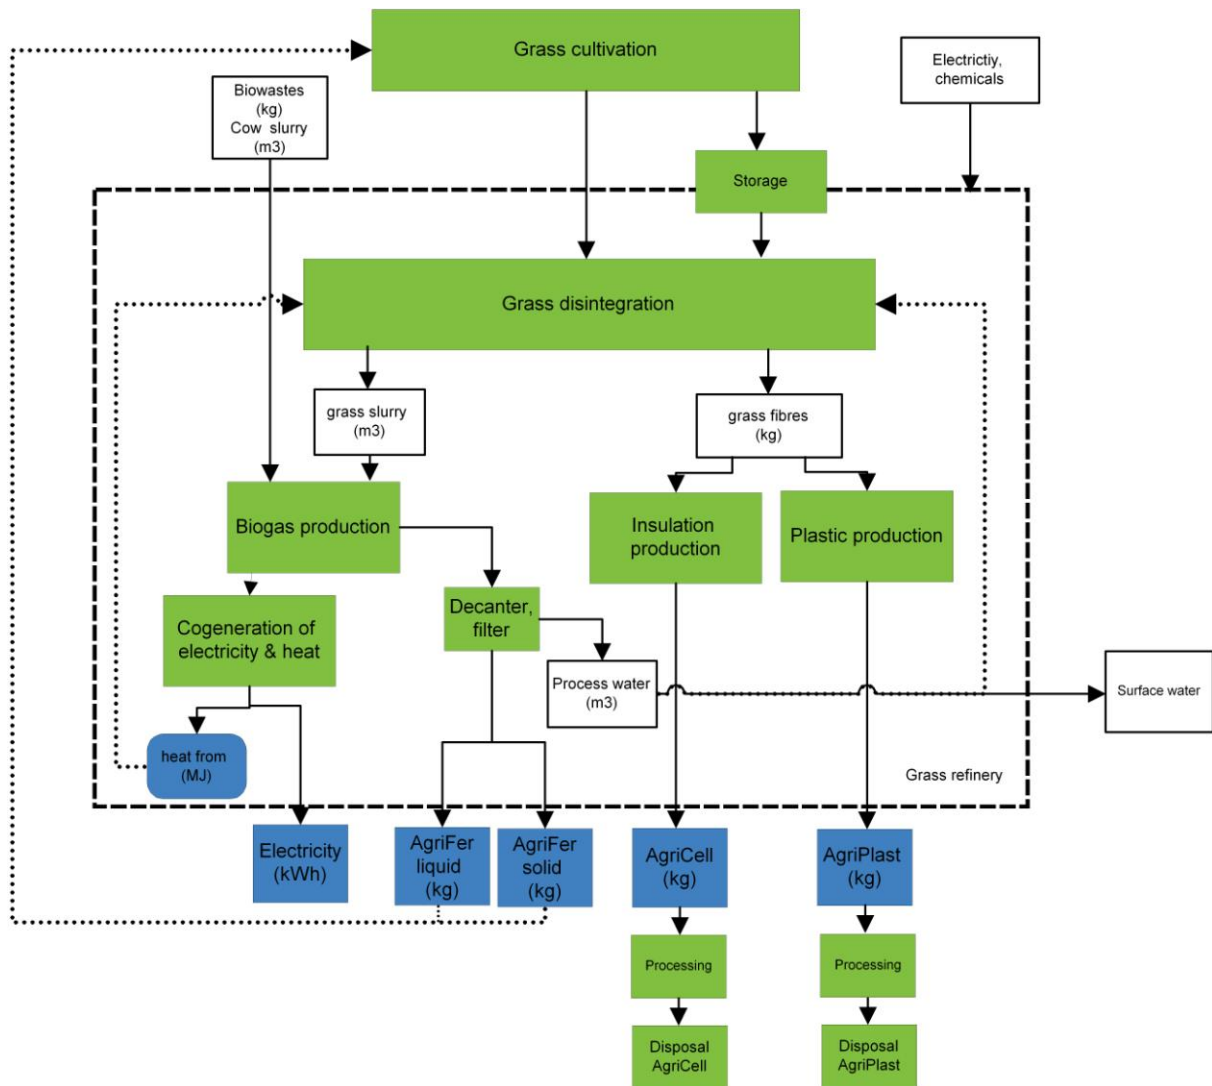 Grass cultivation
Electrictiy,
chemicals
Biowastes
(kg)
Cow slurry
(m3)
Storage
Grass disintegration
grass slurry
(m3)
grass fibres
(kg)
Biogas production
Insulation
production
Plastic production
Decanter,
filter
Cogeneration of
electricity & heat
Process water
(m3)
Surface water
heat from
(MJ)
Grass refinery
Electricity
(kWh)
AgriFer
liquid
(kg)
AgriFer
solid
(kg)
AgriCell
(kg)
AgriPlast
(kg)
Processing
Processing
Disposal
AgriCell
Disposal
AgriPlast